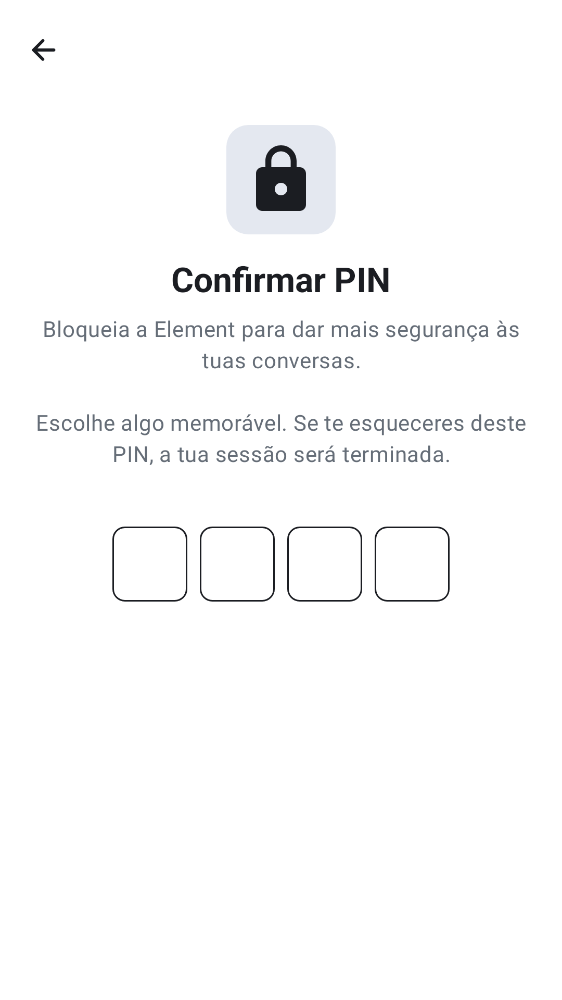 Confirmar PIN
Bloqueia a Element para dar mais segurança às
tuas conversas.
Escolhe algo memorável. Se te esqueceres deste
PIN, a tua sessão será terminada.